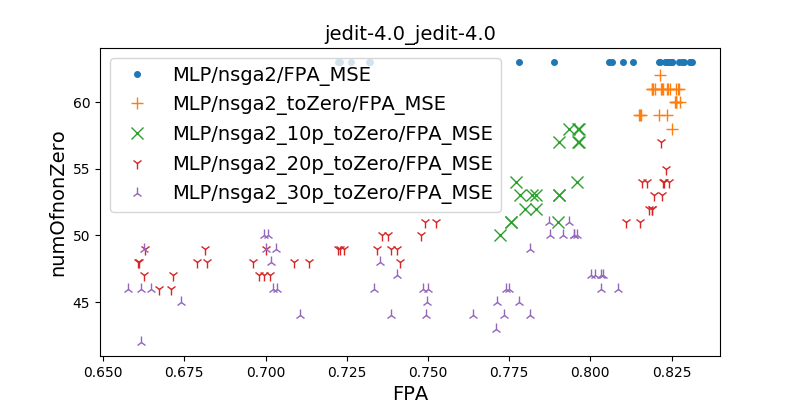 jedit-4.0_jedit-4.0
MLP/nsga2/FPA_MSE
MLP/nsga2_toZero/FPA_MSE
MLP/nsga2_10p_toZero/FPA_MSE
MLP/nsga2_20p_toZero/FPA_MSE
MLP/nsga2_30p_toZero/FPA_MSE
numOfnonZero
60
55
50
45
0.650 0.675 0.700 0.725 0.750 0.775 0.800 0.825
FPA